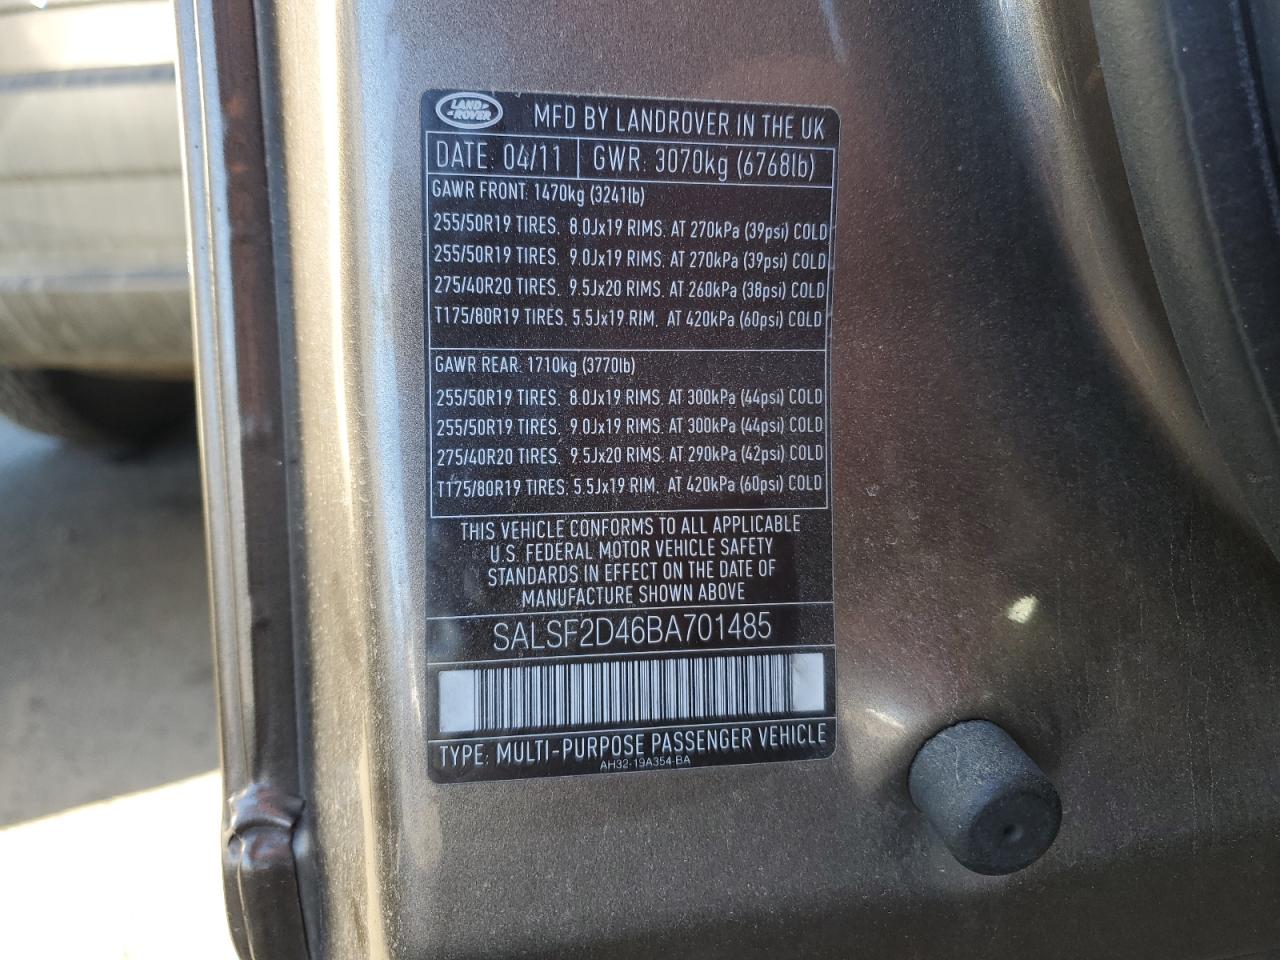 LAND
ROVER
MFD BY LANDROVER IN THE UK
DATE: 04/11 GWR: 3070kg (6768lb)
GAWR FRONT: 1470kg (3241lb)
255/50R19 TIRES, 8.0Jx19 RIMS, AT 270kPa (39psi) COLD
255/50R19 TIRES, 9.0Jx19 RIMS, AT 270kPa (39psi) COLD
275/40R20 TIRES, 9.5Jx20 RIMS, AT 260kPa (38psi) COLD
T175/80R19 TIRES, 5.5Jx19 RIM, AT 420kPa (60psi) COLD
GAWR REAR: 1710kg (3770lb)
255/50R19 TIRES, 8.0Jx19 RIMS, AT 300kPa (44psi) COLD
255/50R19 TIRES, 9.0Jx19 RIMS, AT 300kPa (44psi) COLD
275/40R20 TIRES, 9.5Jx20 RIMS, AT 290kPa (42psi) COLD
T175/80R19 TIRES, 5.5Jx19 RIM, AT 420kPa (60psi) COLD
THIS VEHICLE CONFORMS TO ALL APPLICABLE
U.S. FEDERAL MOTOR VEHICLE SAFETY
STANDARDS IN EFFECT ON THE DATE OF
MANUFACTURE SHOWN ABOVE
SALSF2D46BA701485
TYPE: MULTI-PURPOSE PASSENGER VEHICLE
AH32-19A354-BA